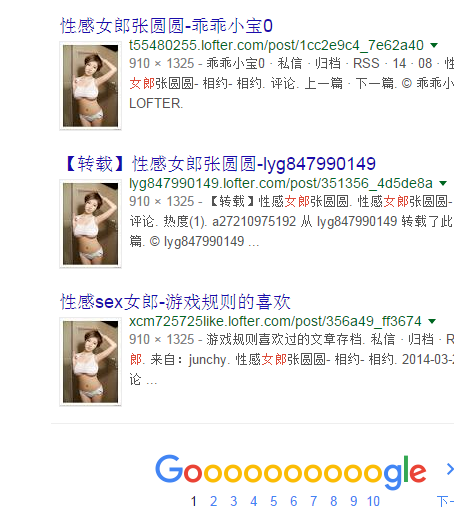 性感女郎张圆圆-乖乖小宝0
t55480255.lofter.com/post/1cc2e9c4_7e62a40
910 × 1325 - 乖乖小宝0 · 私信 · 归档 · RSS · 14 · 08 · 性
女郎张圆圆- 相约- 相约. 评论. 上一篇 · 下一篇. © 乖乖小
LOFTER.
【转载】性感女郎张圆圆-lyg847990149
lyg847990149.lofter.com/post/351356_4d5de8a
910 × 1325 - 【转载】性感女郎张圆圆. 性感女郎张圆圆-
评论. 热度(1). a27210975192 从 lyg847990149 转载了此
篇. © lyg847990149 ...
性感sex女郎-游戏规则的喜欢
xcm725725like.lofter.com/post/356a49_ff3674
910 × 1325 - 游戏规则喜欢过的文章存档. 私信 · 归档 · R
郎. 来自：junchy. 性感女郎张圆圆- 相约- 相约. 2014-03-2
论 ...
Goooooooooogle
1 2 3 4 5 6 7 8 9 10 下一